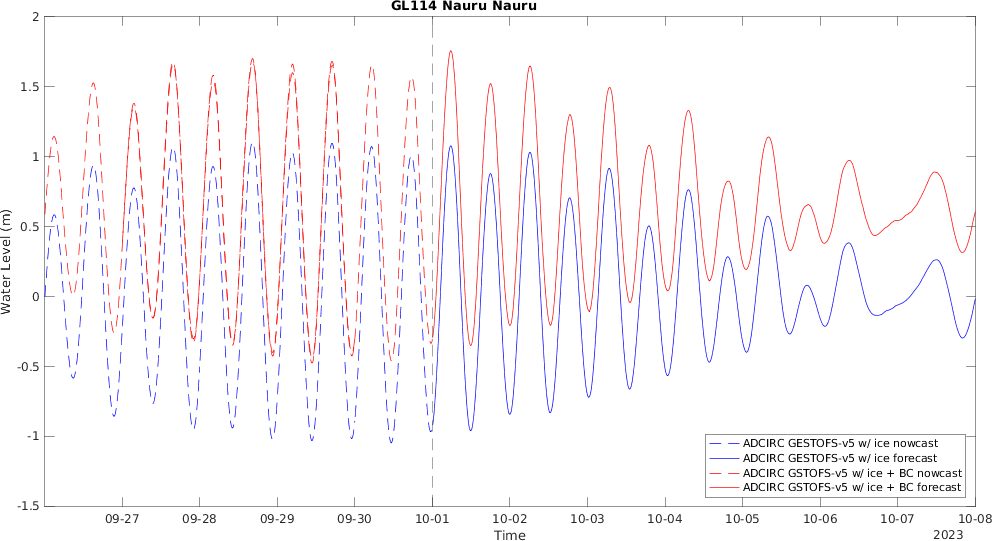 GL114 Nauru Nauru
2
1.5
1
0.5
0
-0.5
-1
-1.5
Water Level (m)
ADCIRC GESTOFS-v5 w/ ice nowcast
ADCIRC GESTOFS-v5 w/ ice forecast
ADCIRC GSTOFS-v5 w/ ice + BC nowcast
ADCIRC GSTOFS-v5 w/ ice + BC forecast
09-27 09-28 09-29 09-30 10-01 10-02 10-03 10-04 10-05 10-06 10-07 10-08
Time
2023